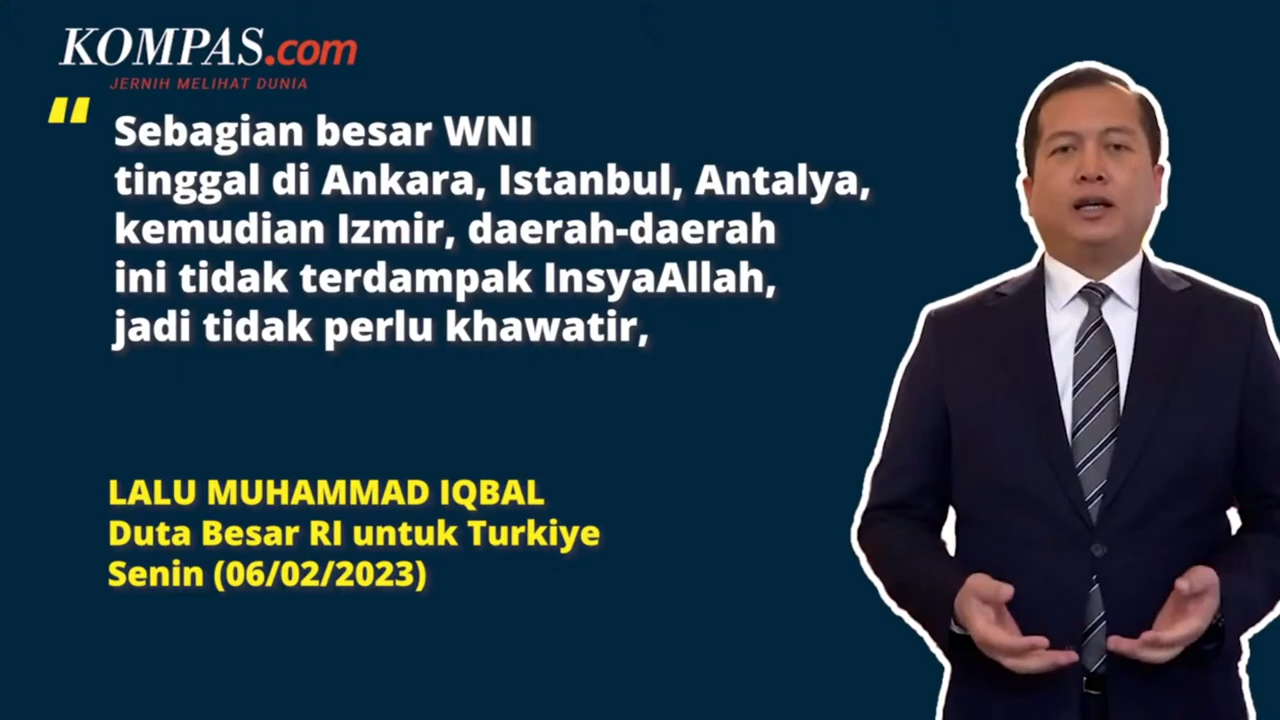 KOMPAS.com
JERNIH MELIHAT DUNIA
“
Sebagian besar WNI
tinggal di Ankara, Istanbul, Antalya,
kemudian Izmir, daerah-daerah
ini tidak terdampak InsyaAllah,
jadi tidak perlu khawatir,
LALU MUHAMMAD IQBAL
Duta Besar RI untuk Turkiye
Senin (06/02/2023)